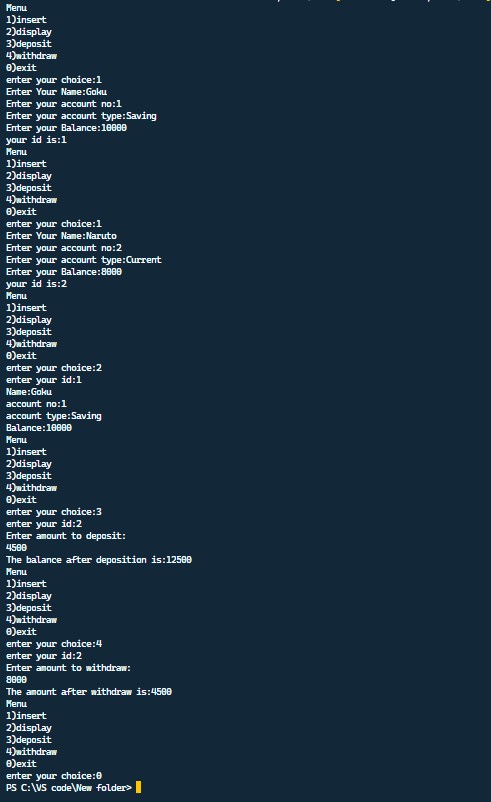 Menu
1)insert
2)display
3)deposit
4)withdraw
0)exit
enter your choice:1
Enter Your Name:Goku
Enter your account no:1
Enter your account type:Saving
Enter your Balance:10000
your id is:1
Menu
1)insert
2)display
3)deposit
4)withdraw
0)exit
enter your choice:1
Enter Your Name:Naruto
Enter your account no:2
Enter your account type:Current
Enter your Balance:8000
your id is:2
Menu
1)insert
2)display
3)deposit
4)withdraw
0)exit
enter your choice:2
enter your id:1
Name:Goku
account no:1
account type:Saving
Balance:10000
Menu
1)insert
2)display
3)deposit
4)withdraw
0)exit
enter your choice:3
enter your id:2
Enter amount to deposit:
4500
The balance after deposition is:12500
Menu
1)insert
2)display
3)deposit
4)withdraw
0)exit
enter your choice:4
enter your id:2
Enter amount to withdraw:
8000
The amount after withdraw is:4500
Menu
1)insert
2)display
3)deposit
4)withdraw
0)exit
enter your choice:0
PS C:\VS code\New folder>